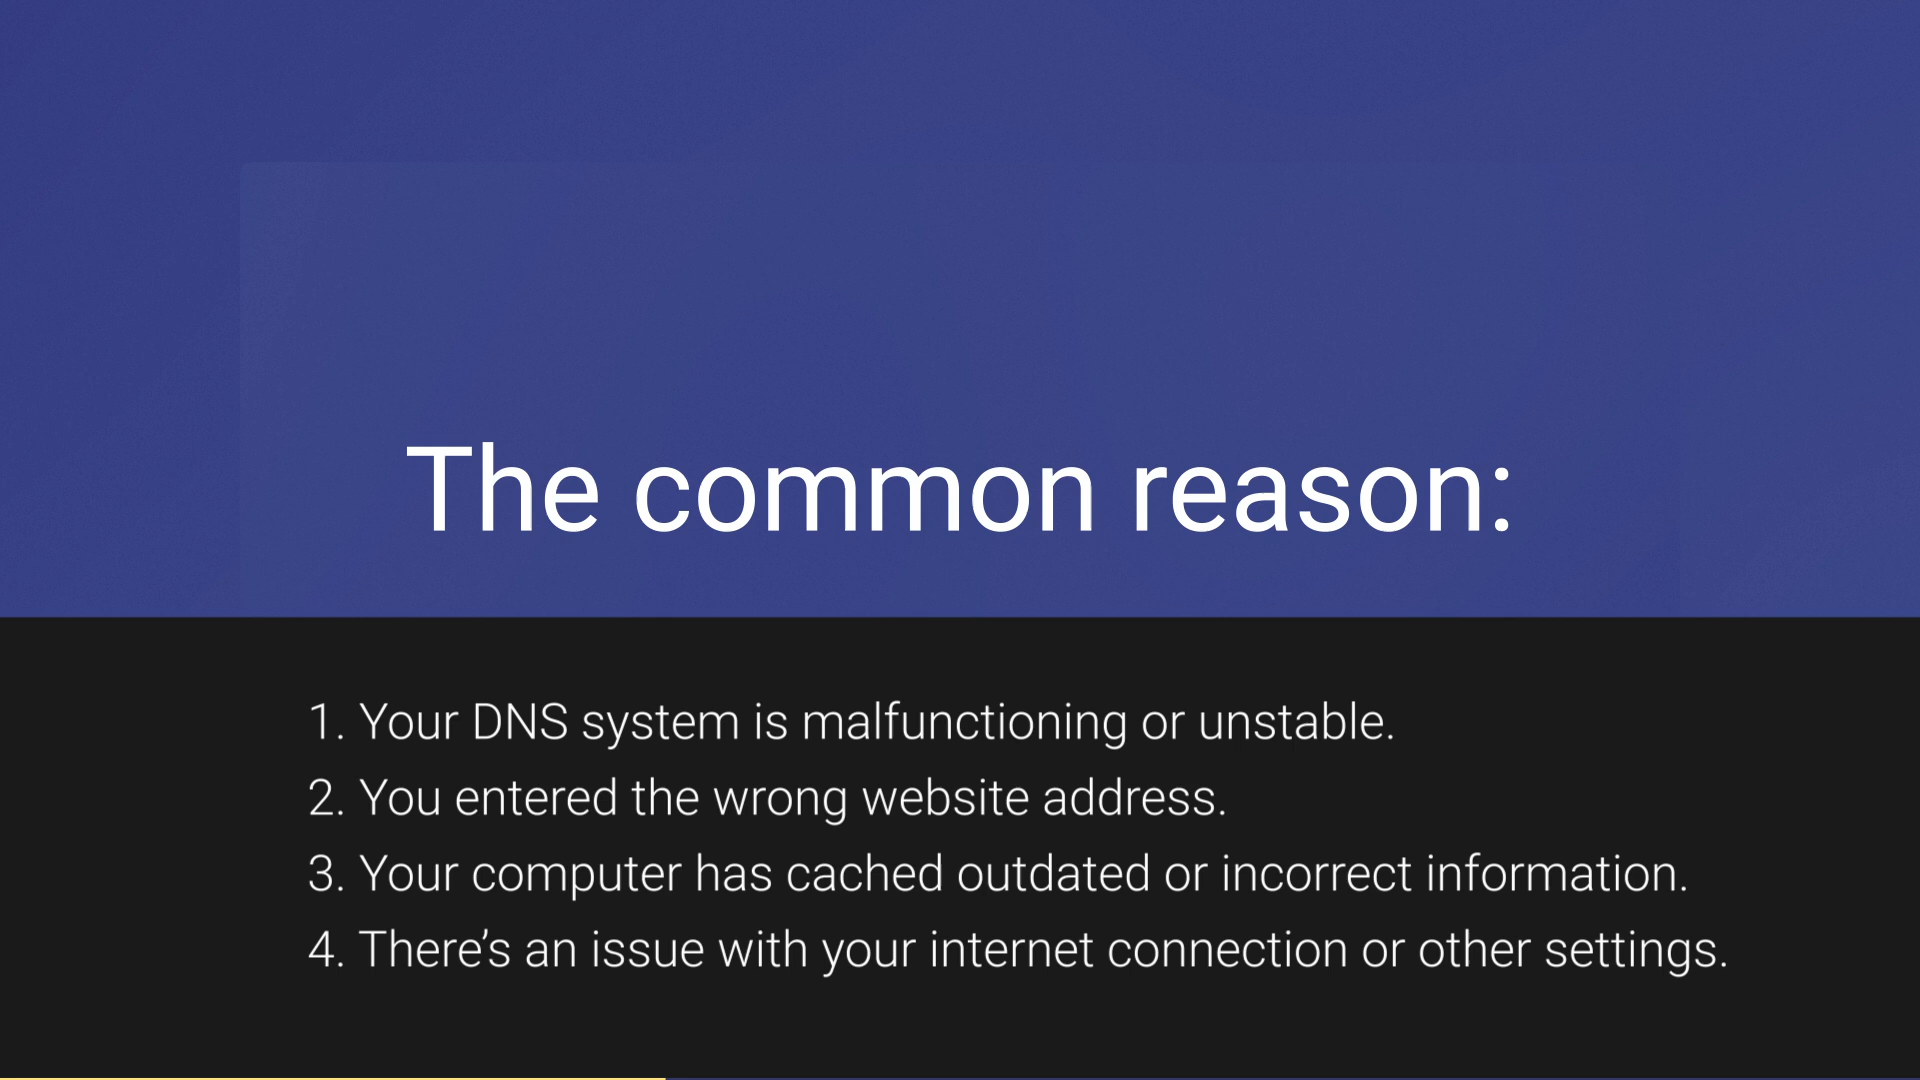 The common reason:
1. Your DNS system is malfunctioning or unstable.
2. You entered the wrong website address.
3. Your computer has cached outdated or incorrect information.
4. There’s an issue with your internet connection or other settings.